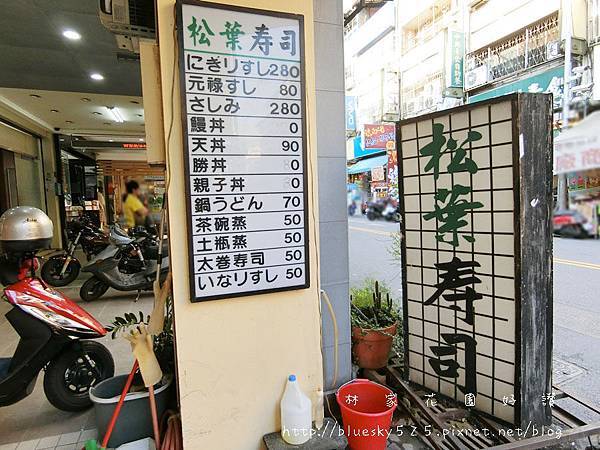 松葉寿司
にぎりすし280
元禄すし 80
さしみ 280
鰻丼 0
天丼 90
勝丼 0
親子丼 0
鍋うどん 70
茶碗蒸 50
土瓶蒸 50
太巻寿司 50
いなりすし 50
松葉寿司
林家花園好讚
http://bluesky525.pixnet.net/blog